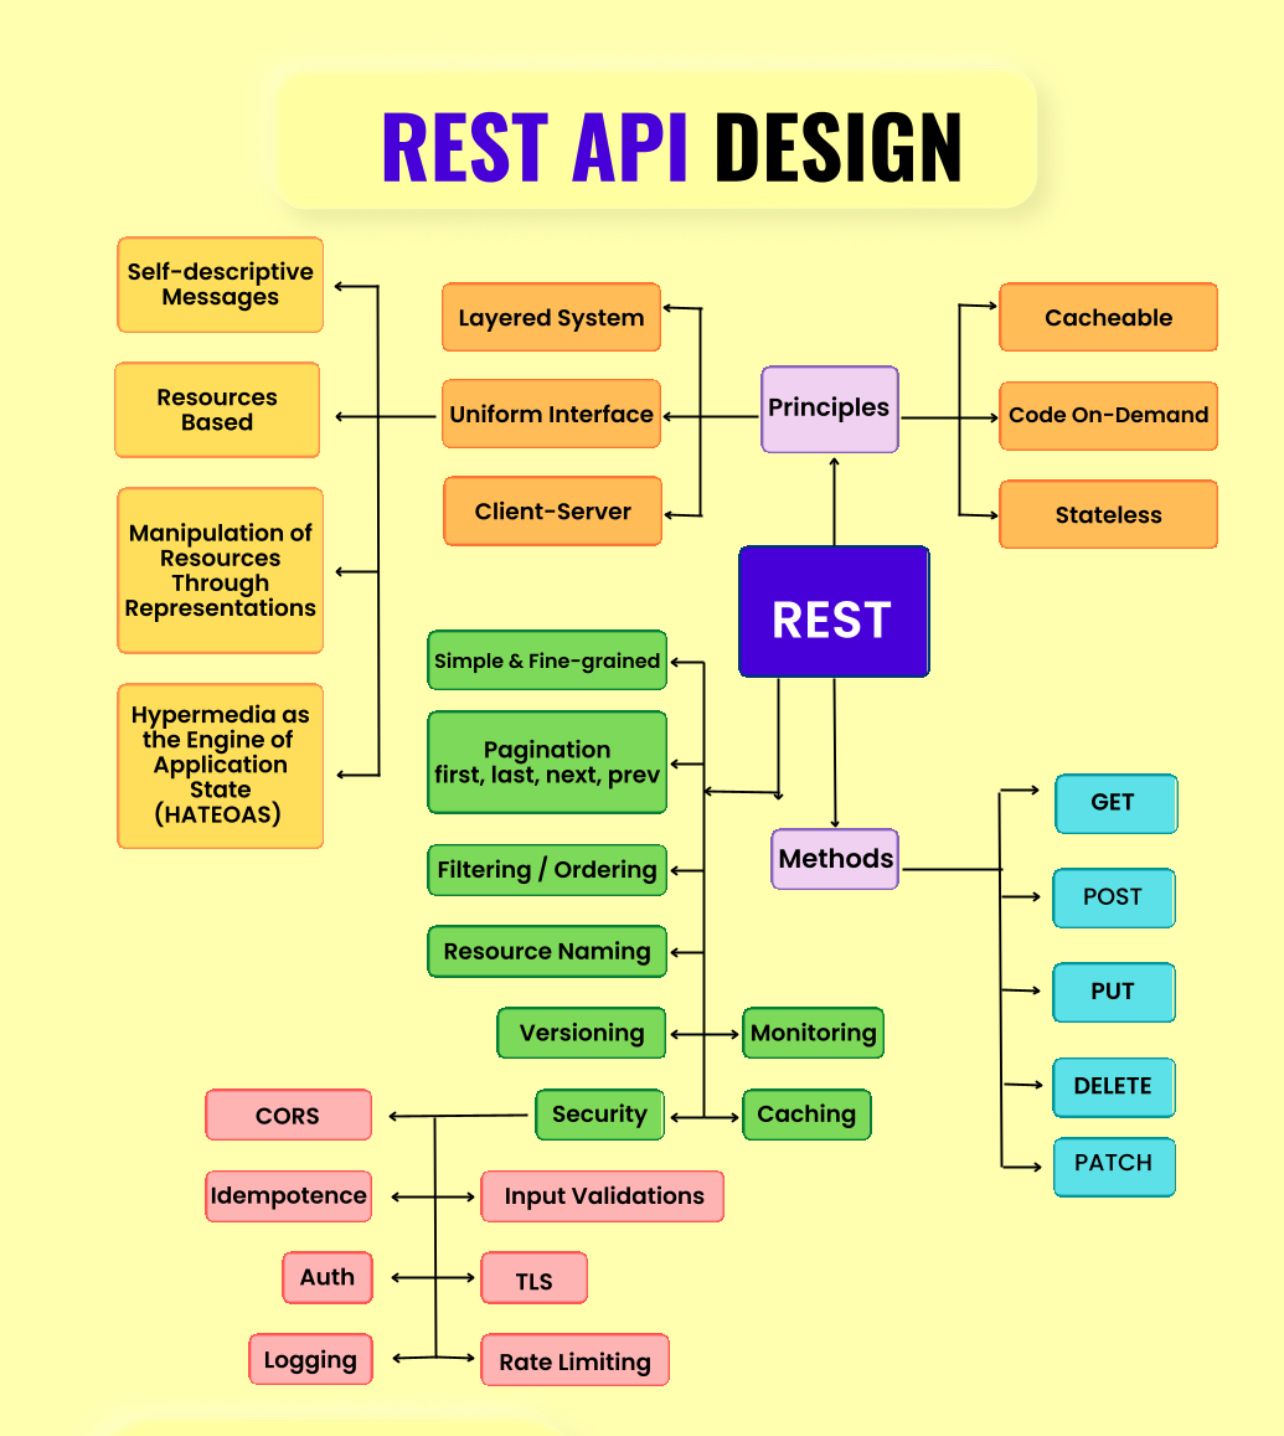 REST API DESIGN
Self-descriptive
Messages
Resources
Based
Manipulation of
Resources
Through
Representations
Hypermedia as
the Engine of
Application
State
(HATEOAS)
Layered System
Uniform Interface
Client-Server
Principles
Cacheable
Code On-Demand
Stateless
REST
Simple & Fine-grained
Pagination
first, last, next, prev
Filtering / Ordering
Resource Naming
Versioning
Monitoring
Security
Caching
Methods
GET
POST
PUT
DELETE
PATCH
CORS
Idempotence
Input Validations
Auth
TLS
Logging
Rate Limiting